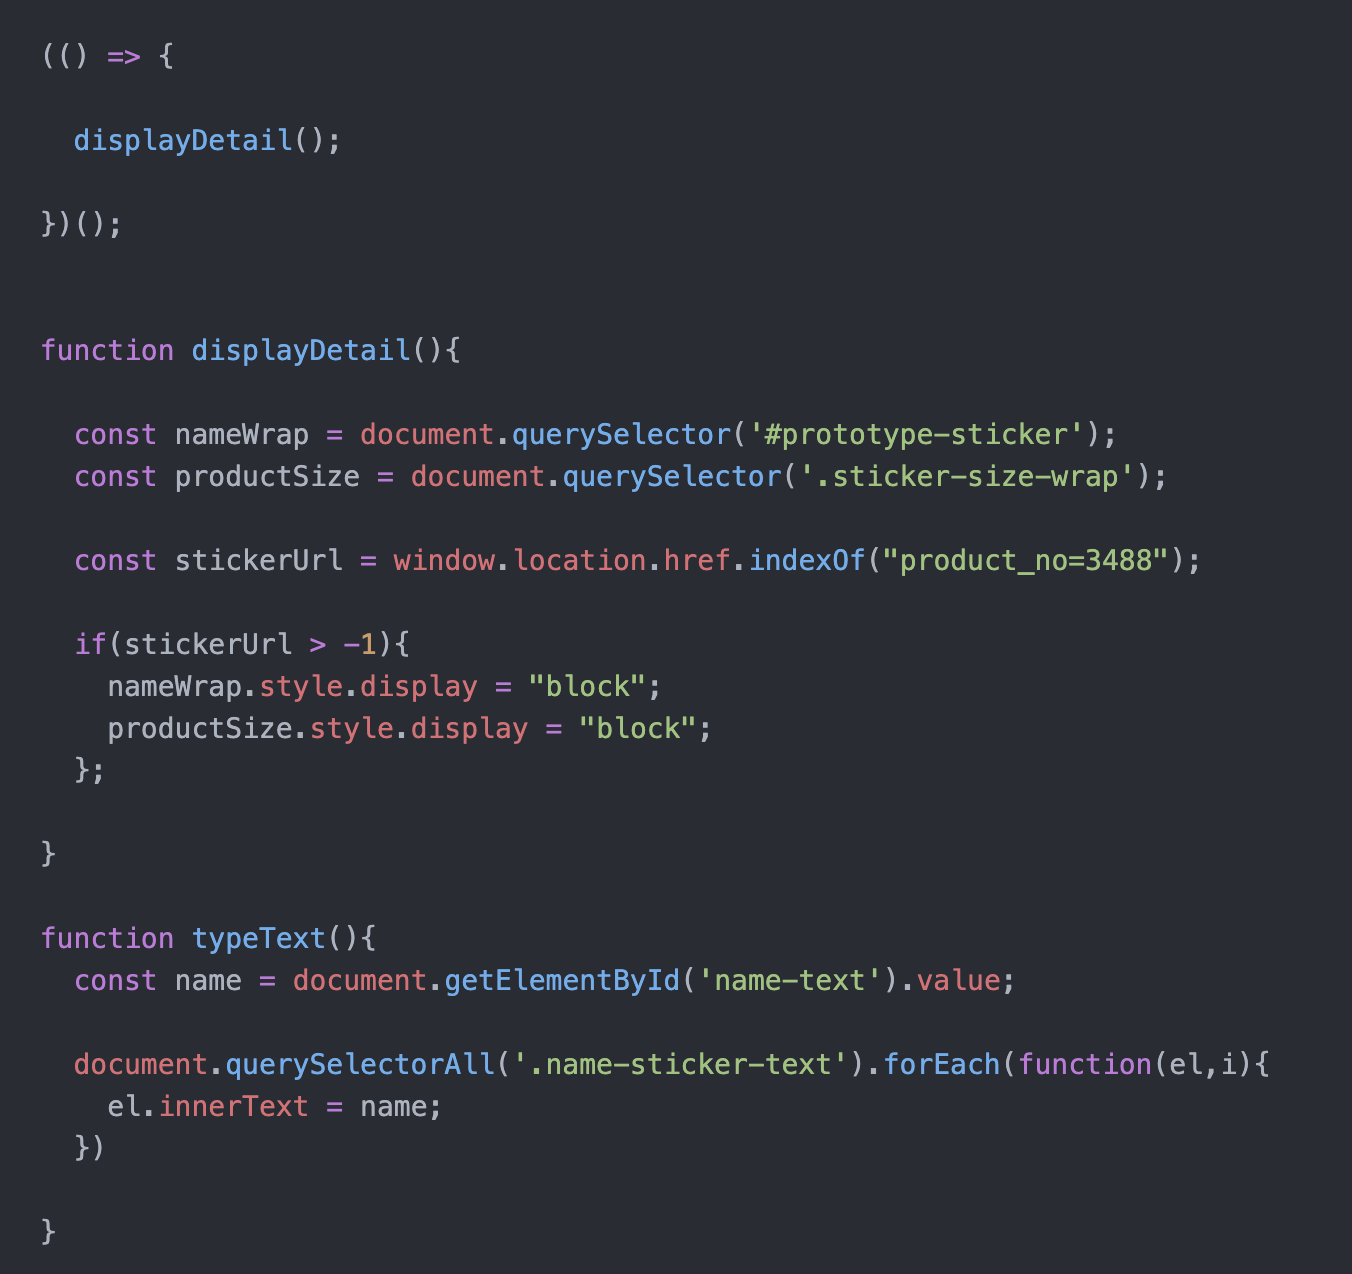 (() => {
displayDetail();
})();
function displayDetail(){
const nameWrap = document.querySelector('#prototype-sticker');
const productSize = document.querySelector('.sticker-size-wrap');
const stickerUrl = window.location.href.indexOf("product_no=3488");
if(stickerUrl > -1){
nameWrap.style.display = "block";
productSize.style.display = "block";
};
}
function typeText(){
const name = document.getElementById('name-text').value;
document.querySelectorAll('.name-sticker-text').forEach(function(el,i){
el.innerText = name;
})
}